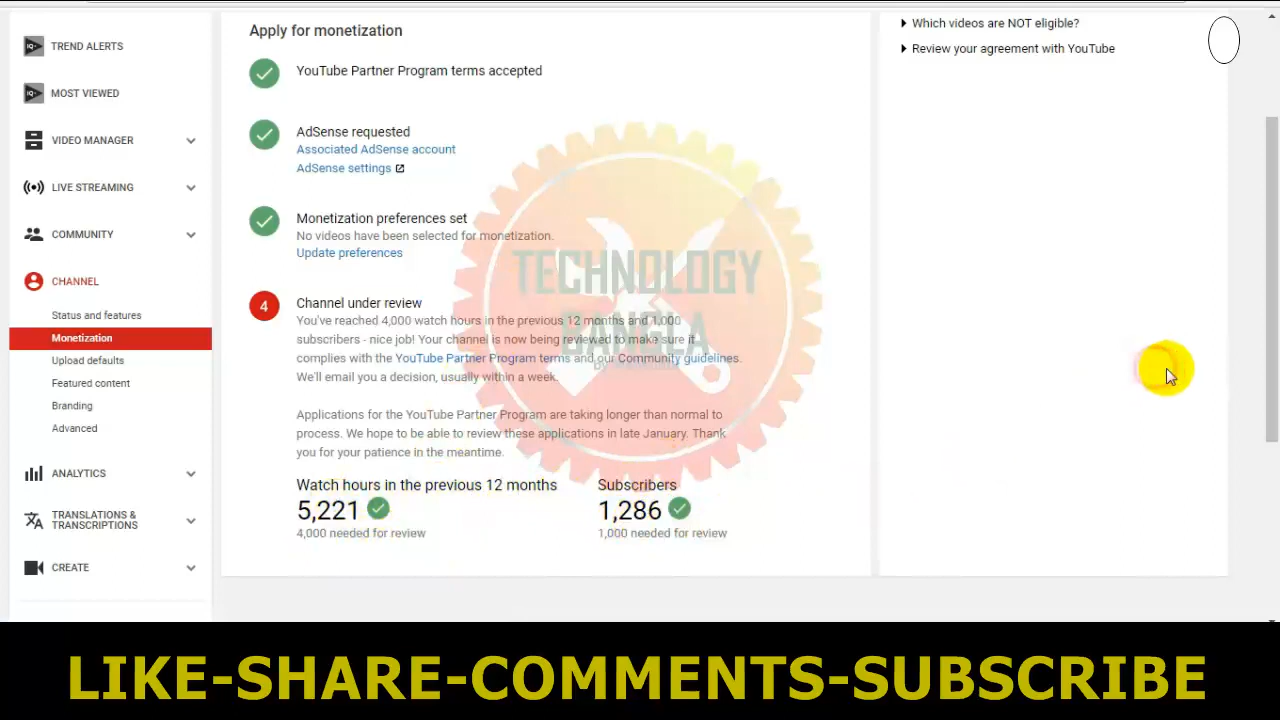 TREND ALERTS
MOST VIEWED
VIDEO MANAGER
LIVE STREAMING
COMMUNITY
CHANNEL
Status and features
Monetization
Upload defaults
Featured content
Branding
Advanced
ANALYTICS
TRANSLATIONS &
TRANSCRIPTIONS
CREATE
Apply for monetization
YouTube Partner Program terms accepted
AdSense requested
Associated AdSense account
AdSense settings
Monetization preferences set
No videos have been selected for monetization.
Update preferences
4
Channel under review
You've reached 4,000 watch hours in the previous 12 months and 1,000
subscribers - nice job! Your channel is now being reviewed to make sure it
complies with the YouTube Partner Program terms and our Community guidelines.
We'll email you a decision, usually within a week.
Applications for the YouTube Partner Program are taking longer than normal to
process. We hope to be able to review these applications in late January. Thank
you for your patience in the meantime.
Watch hours in the previous 12 months
5,221
4,000 needed for review
Subscribers
1,286
1,000 needed for review
Which videos are NOT eligible?
Review your agreement with YouTube
TECHNOLOGY
BANGLA
LIKE-SHARE-COMMENTS-SUBSCRIBE